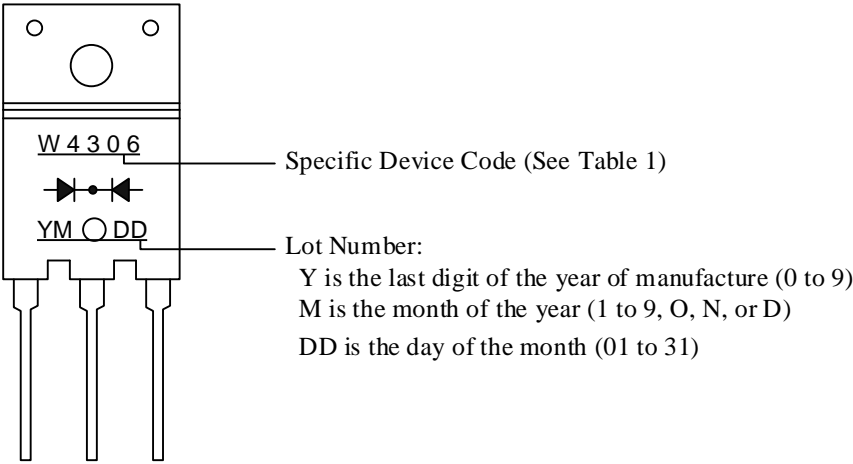 W 4 3 0 6
Specific Device Code (See Table 1)
YM DD
Lot Number:
Y is the last digit of the year of manufacture (0 to 9)
M is the month of the year (1 to 9, O, N, or D)
DD is the day of the month (01 to 31)